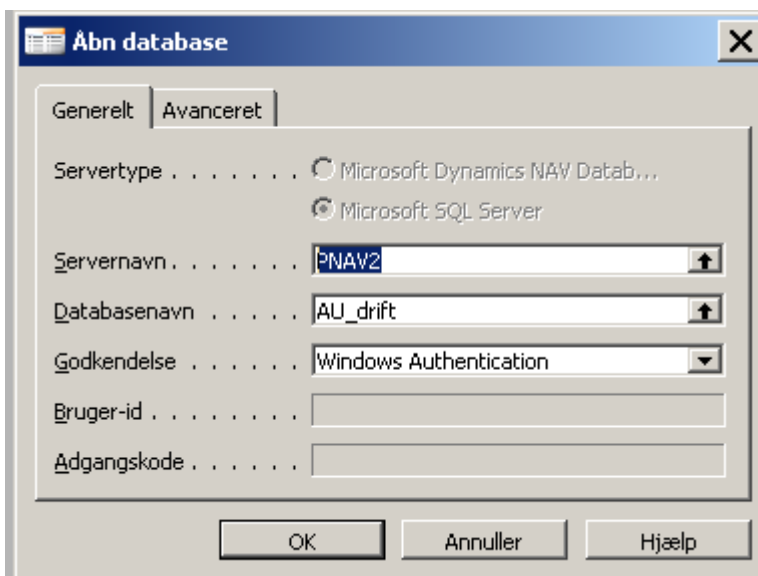 Åbn database
Generelt Avanceret
Servertype . . . . . . . Microsoft Dynamics NAV Datab...
Microsoft SQL Server
Servernavn . . . . . . . PNAV2
Databasenavn . . . . . AU_drift
Godkendelse . . . . . . Windows Authentication
Bruger-id . . . . . . . .
Adgangskode . . . . . .
OK Annuller Hjælp